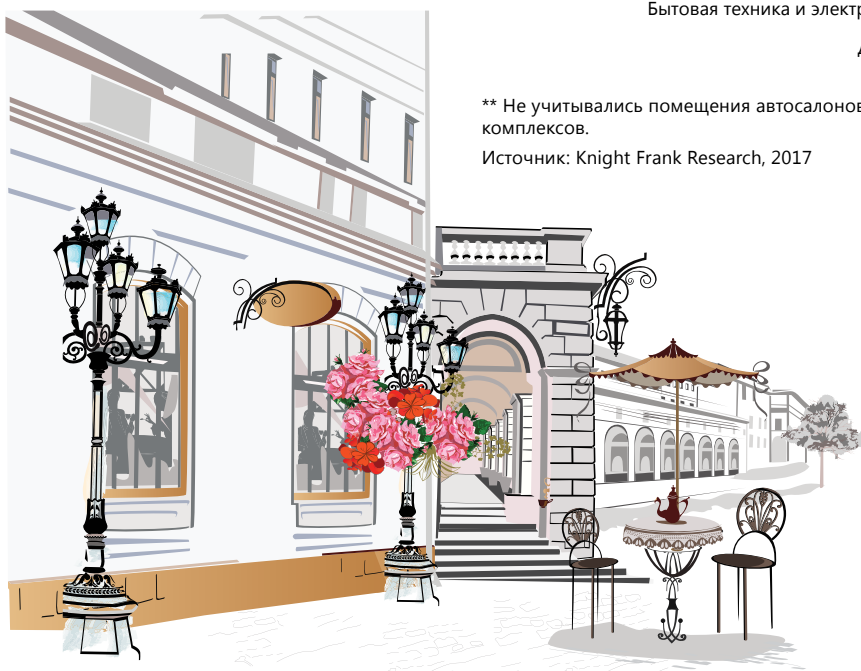 Бытовая техника и электр
Д
** Не учитывались помещения автосалонов
комплексов.
Источник: Knight Frank Research, 2017